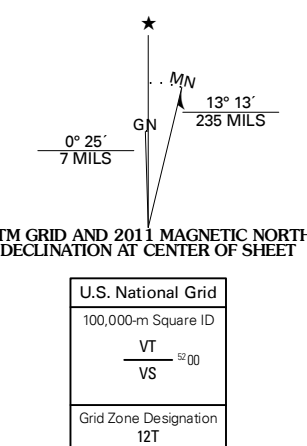 ★
MN
13° 13´
235 MILS
GN
0° 25´
7 MILS
TM GRID AND 2011 MAGNETIC NORTH
DECLINATION AT CENTER OF SHEET
U.S. National Grid
100,000-m Square ID
VT
5200
VS
Grid Zone Designation
12T